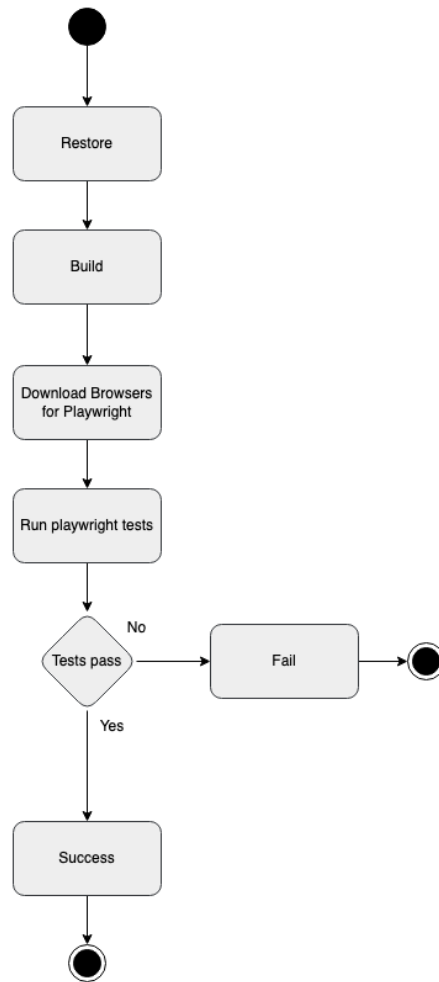 Restore
Build
Download Browsers
for Playwright
Run playwright tests
No
Tests pass
Fail
Yes
Success